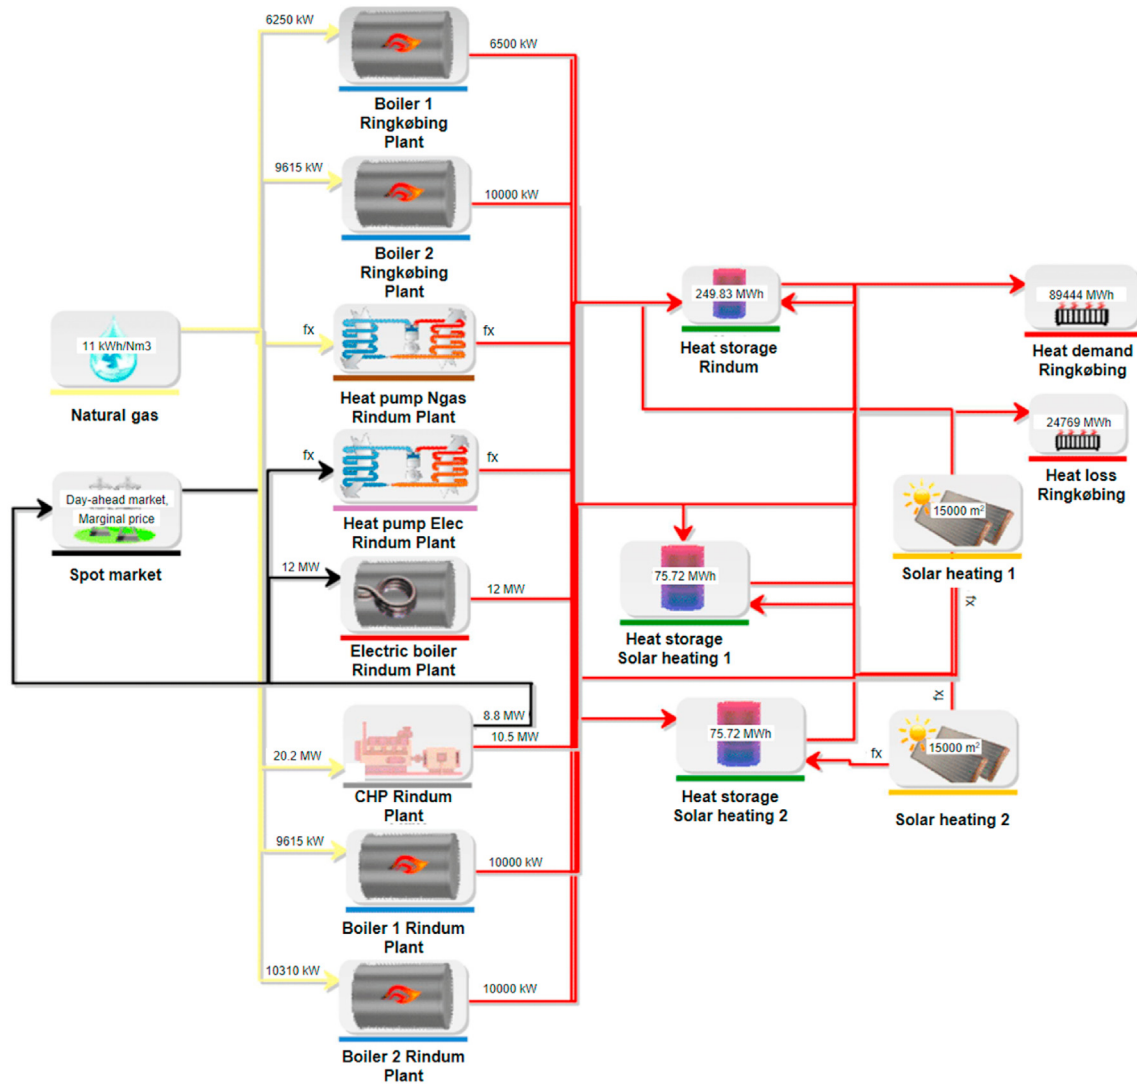 6250 kW
6500 kW
Boiler 1
Ringkøbing
Plant
9615 kW
10000 kW
Boiler 2
Ringkøbing
Plant
249.83 MWh
Heat storage
Rindum
89444 MWh
Heat demand
Ringkøbing
11 kWh/Nm3
Natural gas
fx
fx
Heat pump Ngas
Rindum Plant
24769 MWh
Heat loss
Ringkøbing
fx
fx
Heat pump Elec
Rindum Plant
Day-ahead market,
Marginal price
Spot market
15000 m²
Solar heating 1
fx
12 MW
12 MW
Electric boiler
Rindum Plant
75.72 MWh
Heat storage
Solar heating 1
8.8 MW
10.5 MW
20.2 MW
CHP Rindum
Plant
75.72 MWh
Heat storage
Solar heating 2
fx
fx
15000 m²
Solar heating 2
9615 kW
10000 kW
Boiler 1 Rindum
Plant
10310 kW
10000 kW
Boiler 2 Rindum
Plant